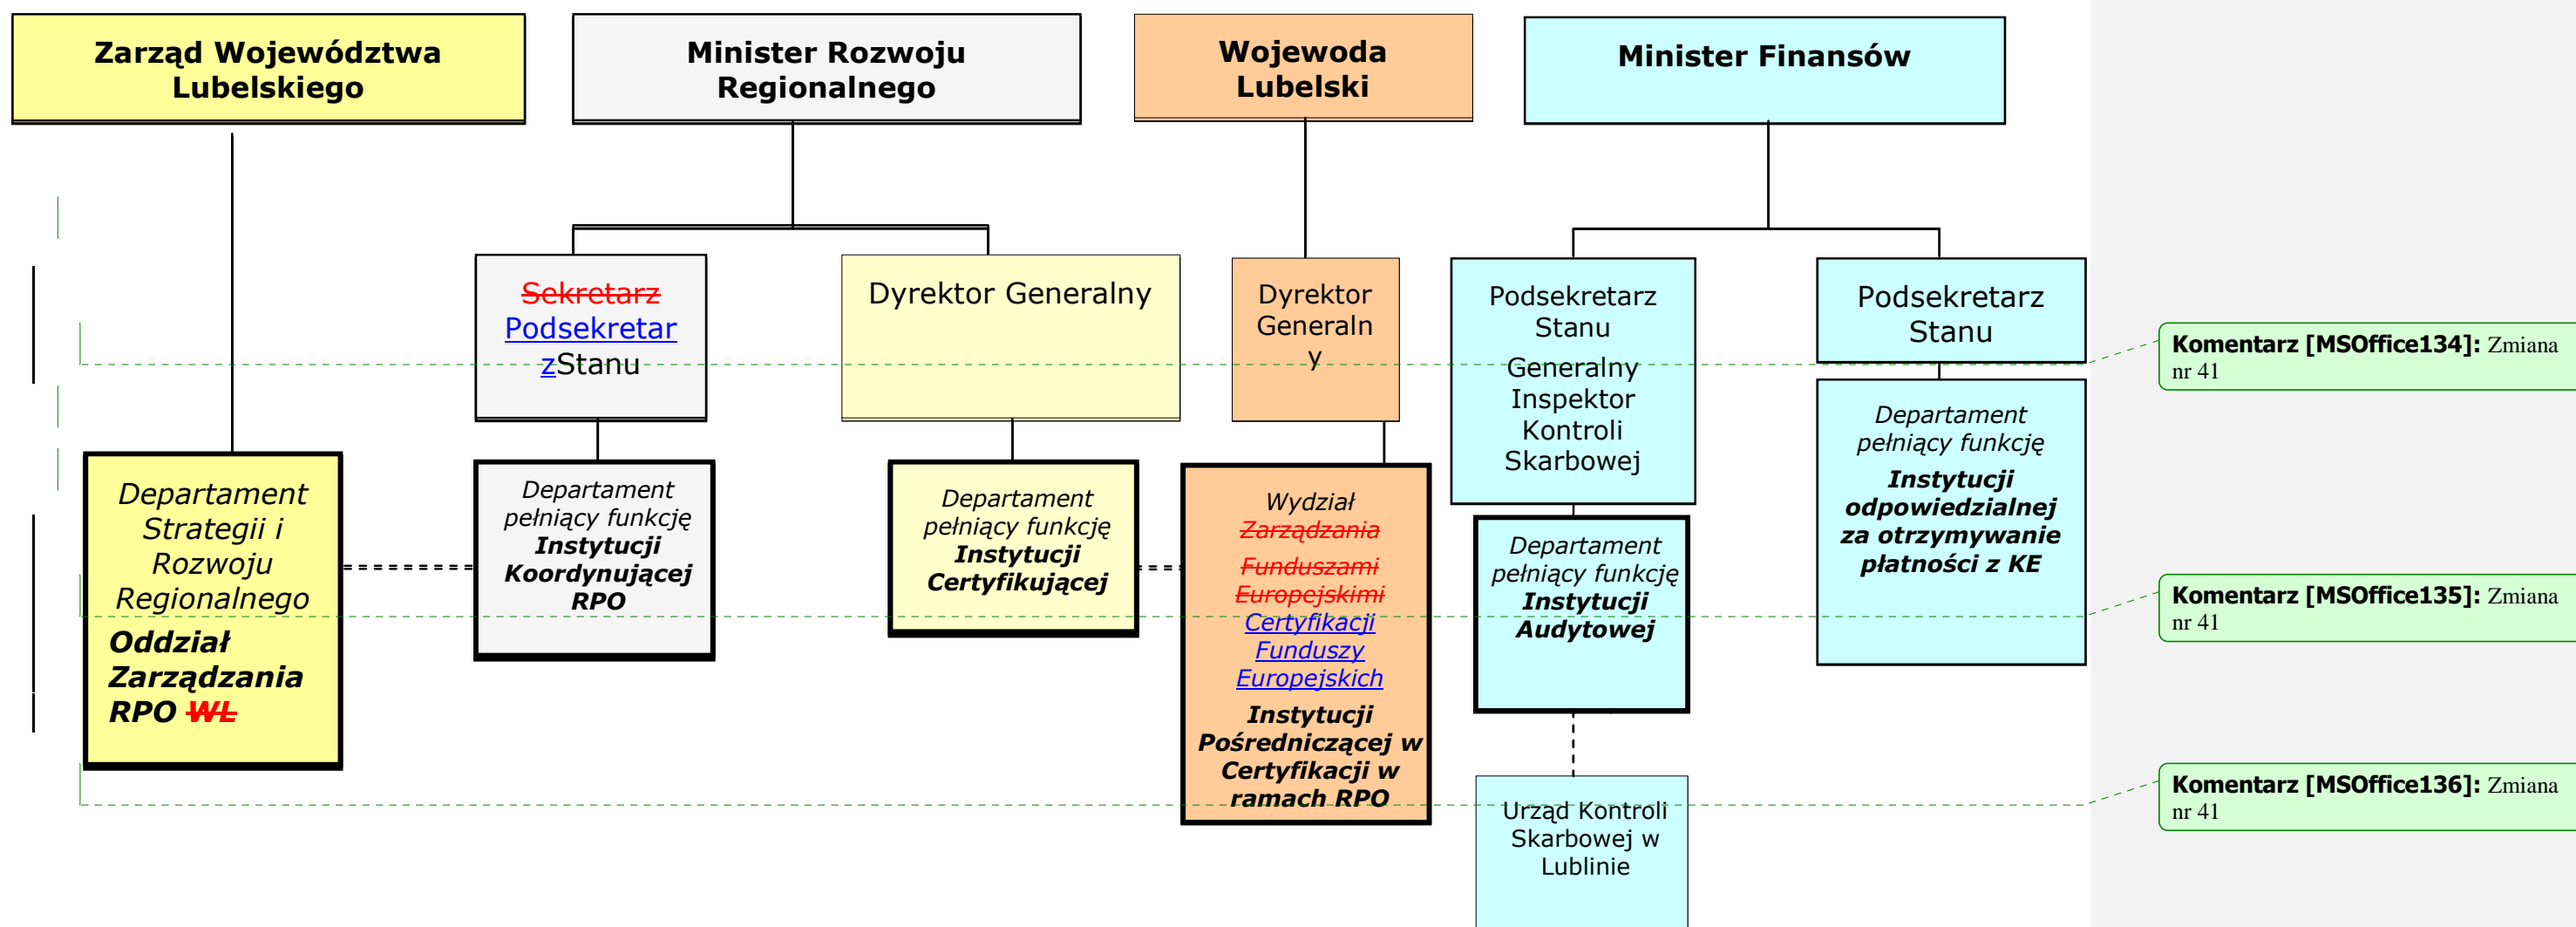 Zarząd Województwa
Lubelskiego
Minister Rozwoju
Regionalnego
Wojewoda
Lubelski
Minister Finansów
Sekretarz
Podsekretar
zStanu
Dyrektor Generalny
Dyrektor
Generaln
y
Podsekretarz
Stanu
Generalny
Inspektor
Kontroli
Skarbowej
Podsekretarz
Stanu
Komentarz [MSOffice134]: Zmiana
nr 41
Departament
Strategii i
Rozwoju
Regionalnego
Oddział
Zarządzania
RPO WL
Departament
pełniący funkcję
Instytucji
Koordynującej
RPO
Departament
pełniący funkcję
Instytucji
Certyfikującej
Wydział
Zarządzania
Funduszami
Europejskimi
Certyfikacji
Funduszy
Europejskich
Instytucji
Pośredniczącej w
Certyfikacji w
ramach RPO
Departament
pełniący funkcję
Instytucji
Audytowej
Departament
pełniący funkcję
Instytucji
odpowiedzialnej
za otrzymywanie
płatności z KE
Komentarz [MSOffice135]: Zmiana
nr 41
Urząd Kontroli
Skarbowej w
Lublinie
Komentarz [MSOffice136]: Zmiana
nr 41